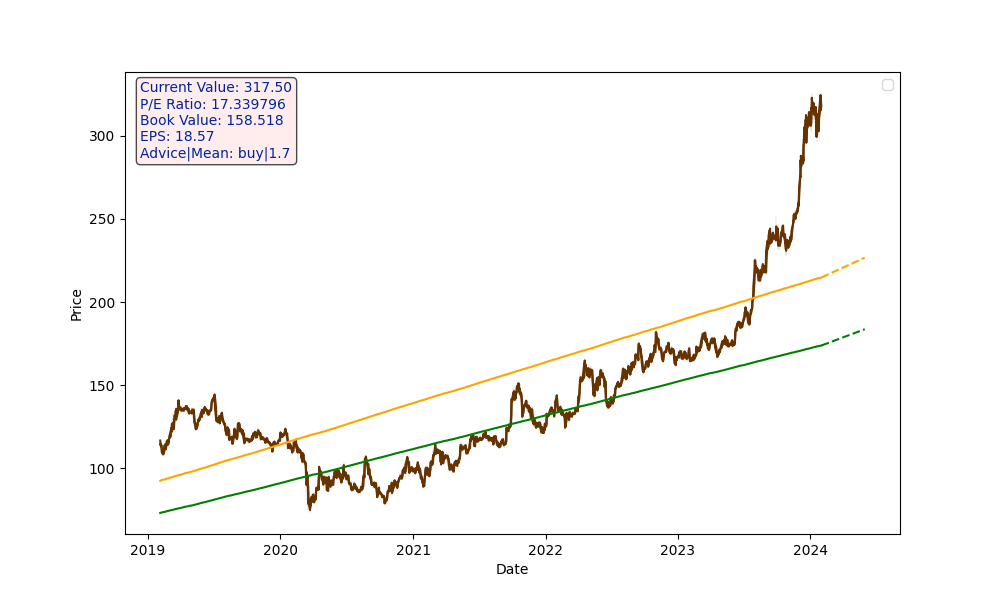 Current Value: 317.50
P/E Ratio: 17.339796
Book Value: 158.518
EPS: 18.57
Advice|Mean: buy|1.7
300
250
200
150
100
Price
2019 2020 2021 2022 2023 2024
Date